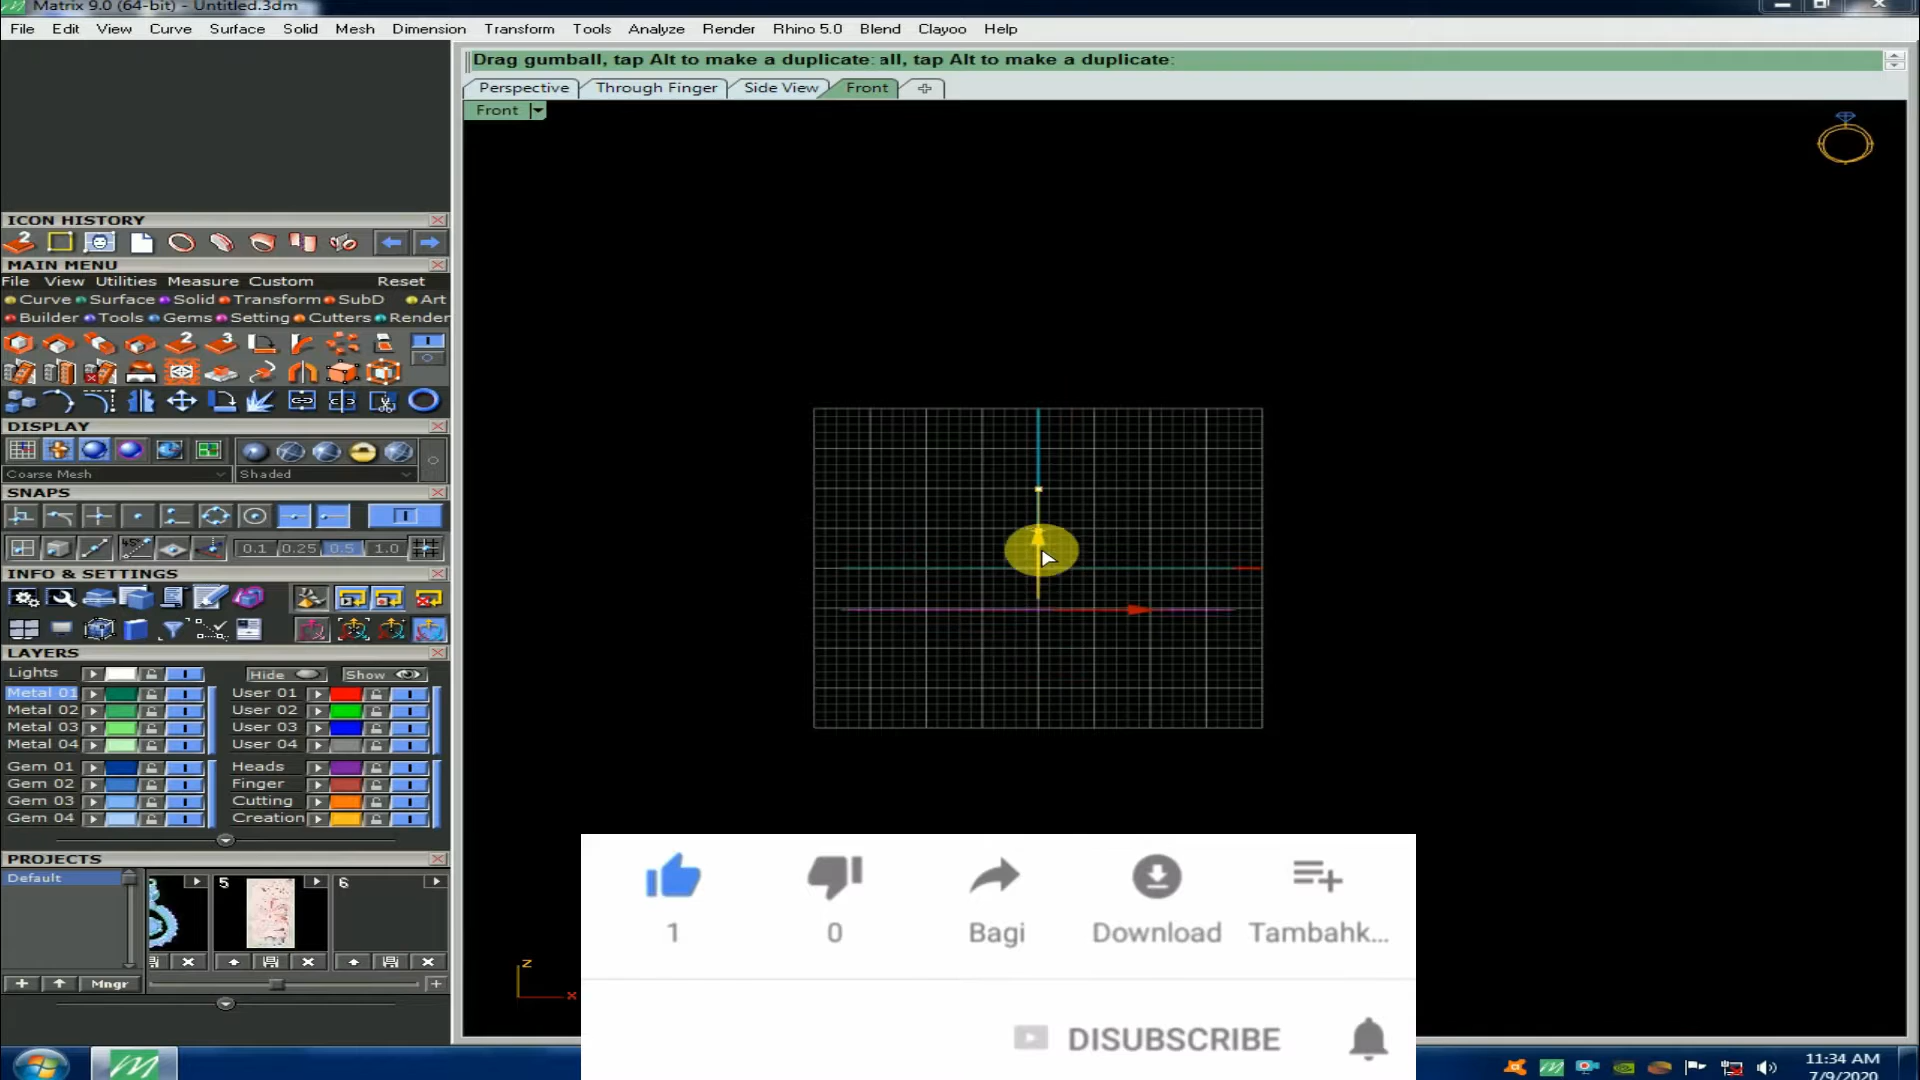 Matrix 9.0 (64-bit) - Untitled.3dm
File Edit View Curve Surface Solid Mesh Dimension Transform Tools Analyze Render Rhino 5.0 Blend Clayoo Help
Drag gumball, tap Alt to make a duplicate: all, tap Alt to make a duplicate:
Perspective Through Finger Side View Front
Front
ICON HISTORY
MAIN MENU
File View Utilities Measure Custom Reset
Curve Surface Solid Transform SubD Art
Builder Tools Gems Setting Cutters Render
DISPLAY
Coarse Mesh Shaded
SNAPS
0.1 0.25 0.5 1.0
INFO & SETTINGS
LAYERS
Lights Hide Show
Metal 01 User 01
Metal 02 User 02
Metal 03 User 03
Metal 04 User 04
Gem 01 Heads
Gem 02 Finger
Gem 03 Cutting
Gem 04 Creation
PROJECTS
Default 5 6
Mngr
z
x
1 0 Bagi Download Tambahk...
DISUBSCRIBE
11:34 AM
7/9/2020